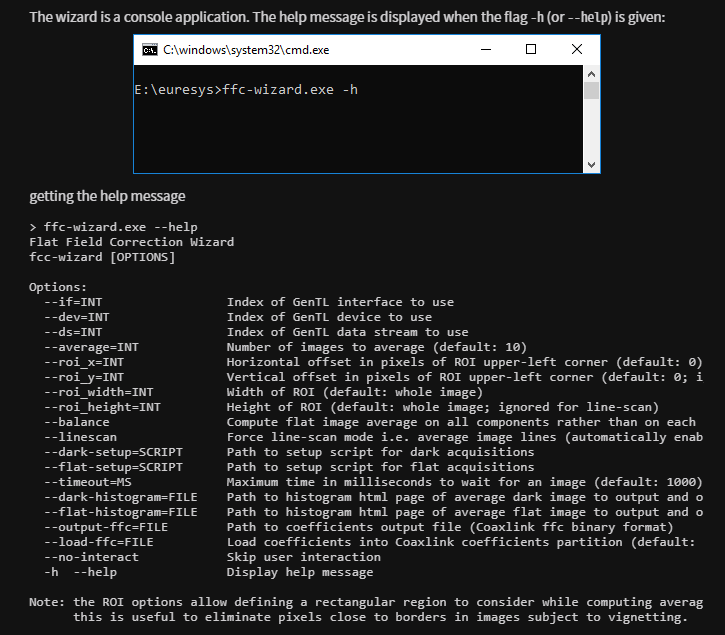 The wizard is a console application. The help message is displayed when the flag -h (or --help) is given:
C:\windows\system32\cmd.exe
E:\euresys>ffc-wizard.exe -h
getting the help message
> ffc-wizard.exe --help
Flat Field Correction Wizard
fcc-wizard [OPTIONS]
Options:
--if=INT Index of GenTL interface to use
--dev=INT Index of GenTL device to use
--ds=INT Index of GenTL data stream to use
--average=INT Number of images to average (default: 10)
--roi_x=INT Horizontal offset in pixels of ROI upper-left corner (default: 0)
--roi_y=INT Vertical offset in pixels of ROI upper-left corner (default: 0; i
--roi_width=INT Width of ROI (default: whole image)
--roi_height=INT Height of ROI (default: whole image; ignored for line-scan)
--balance Compute flat image average on all components rather than on each
--linescan Force line-scan mode i.e. average image lines (automatically enab
--dark-setup=SCRIPT Path to setup script for dark acquisitions
--flat-setup=SCRIPT Path to setup script for flat acquisitions
--timeout=MS Maximum time in milliseconds to wait for an image (default: 1000)
--dark-histogram=FILE Path to histogram html page of average dark image to output and o
--flat-histogram=FILE Path to histogram html page of average flat image to output and o
--output-ffc=FILE Path to coefficients output file (Coaxlink ffc binary format)
--load-ffc=FILE Load coefficients into Coaxlink coefficients partition (default:
--no-interact Skip user interaction
-h --help Display help message
Note: the ROI options allow defining a rectangular region to consider while computing averag
this is useful to eliminate pixels close to borders in images subject to vignetting.